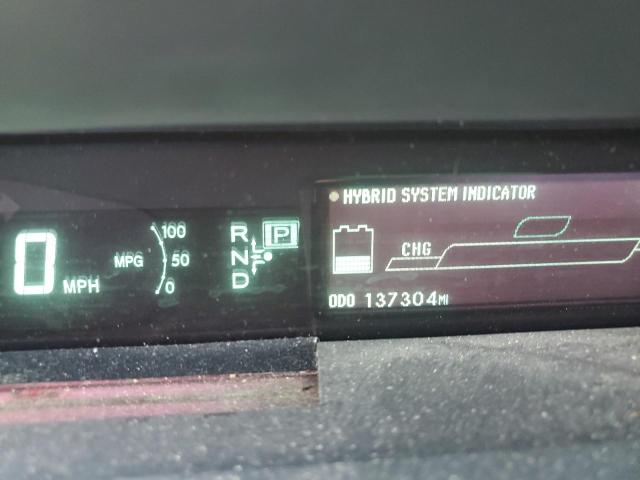 HYBRID SYSTEM INDICATOR
0 MPH
MPG
100
50
0
R
N
D
P
CHG
ODO 137304MI